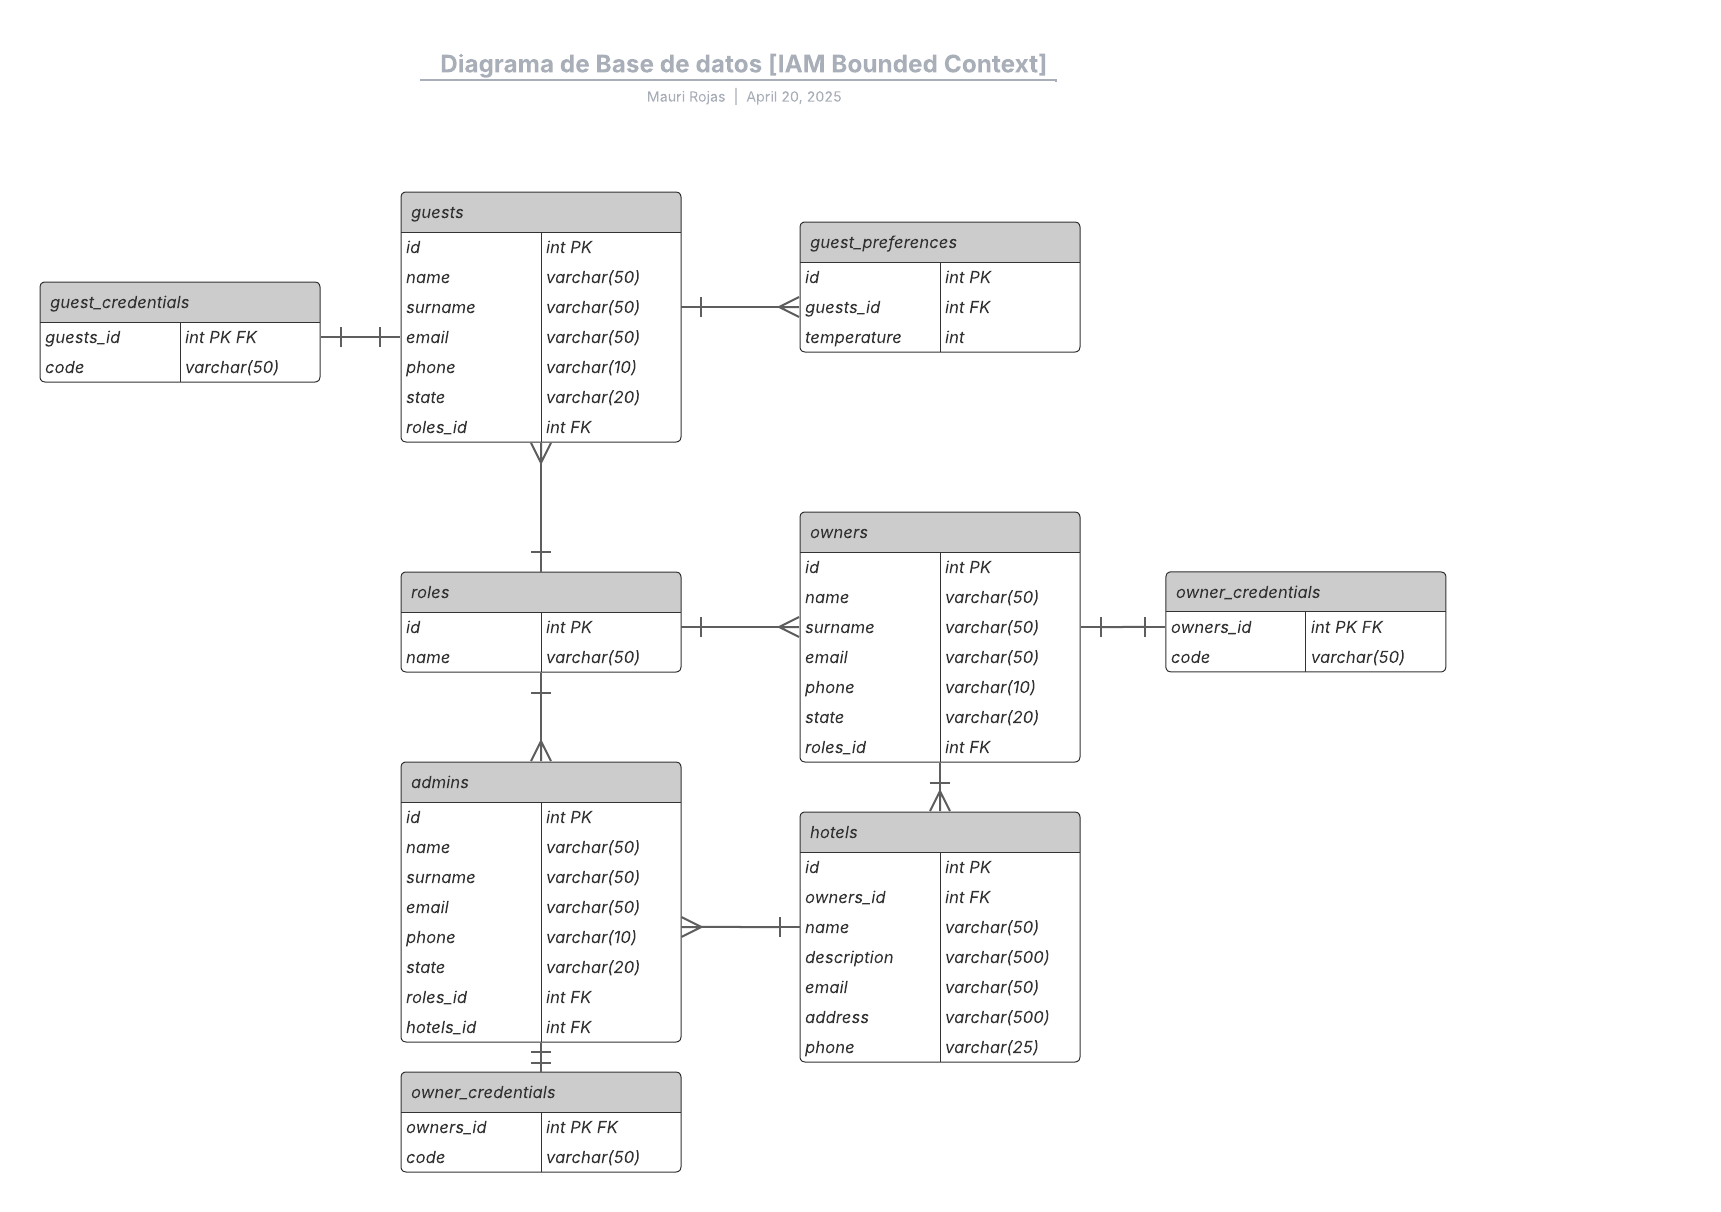 Diagrama de Base de datos [IAM Bounded Context]
Mauri Rojas | April 20, 2025
guests
id int PK
name varchar(50)
surname varchar(50)
email varchar(50)
phone varchar(10)
state varchar(20)
roles_id int FK
guest_preferences
id int PK
guests_id int FK
temperature int
guest_credentials
guests_id int PK FK
code varchar(50)
owners
id int PK
name varchar(50)
surname varchar(50)
email varchar(50)
phone varchar(10)
state varchar(20)
roles_id int FK
roles
id int PK
name varchar(50)
owner_credentials
owners_id int PK FK
code varchar(50)
admins
id int PK
name varchar(50)
surname varchar(50)
email varchar(50)
phone varchar(10)
state varchar(20)
roles_id int FK
hotels_id int FK
hotels
id int PK
owners_id int FK
name varchar(50)
description varchar(500)
email varchar(50)
address varchar(500)
phone varchar(25)
owner_credentials
owners_id int PK FK
code varchar(50)